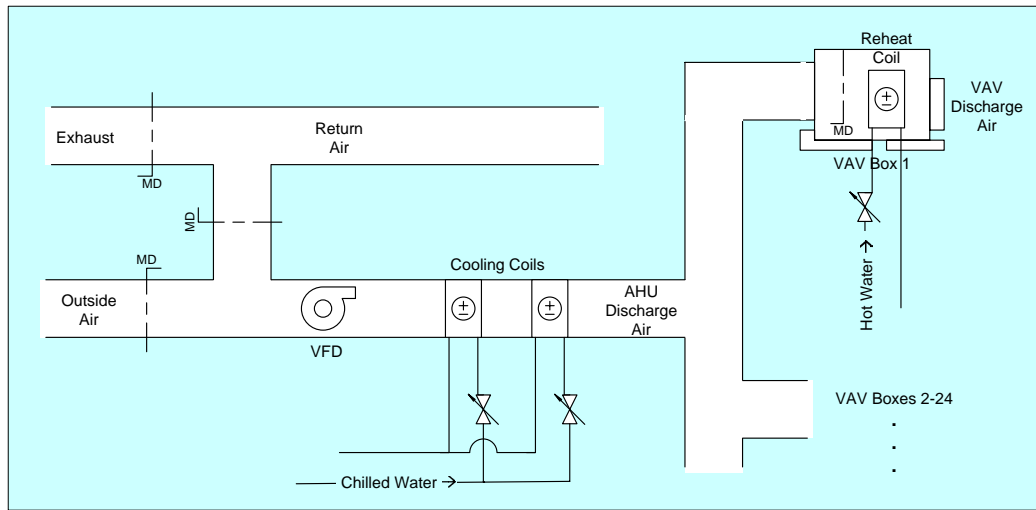 Reheat
Coil
VAV
Discharge
Air
MD
VAV Box 1
Exhaust
Return
Air
MD
MD
MD
Cooling Coils
Outside
Air
AHU
Discharge
Air
VFD
Hot Water →
VAV Boxes 2-24
.
.
.
Chilled Water →